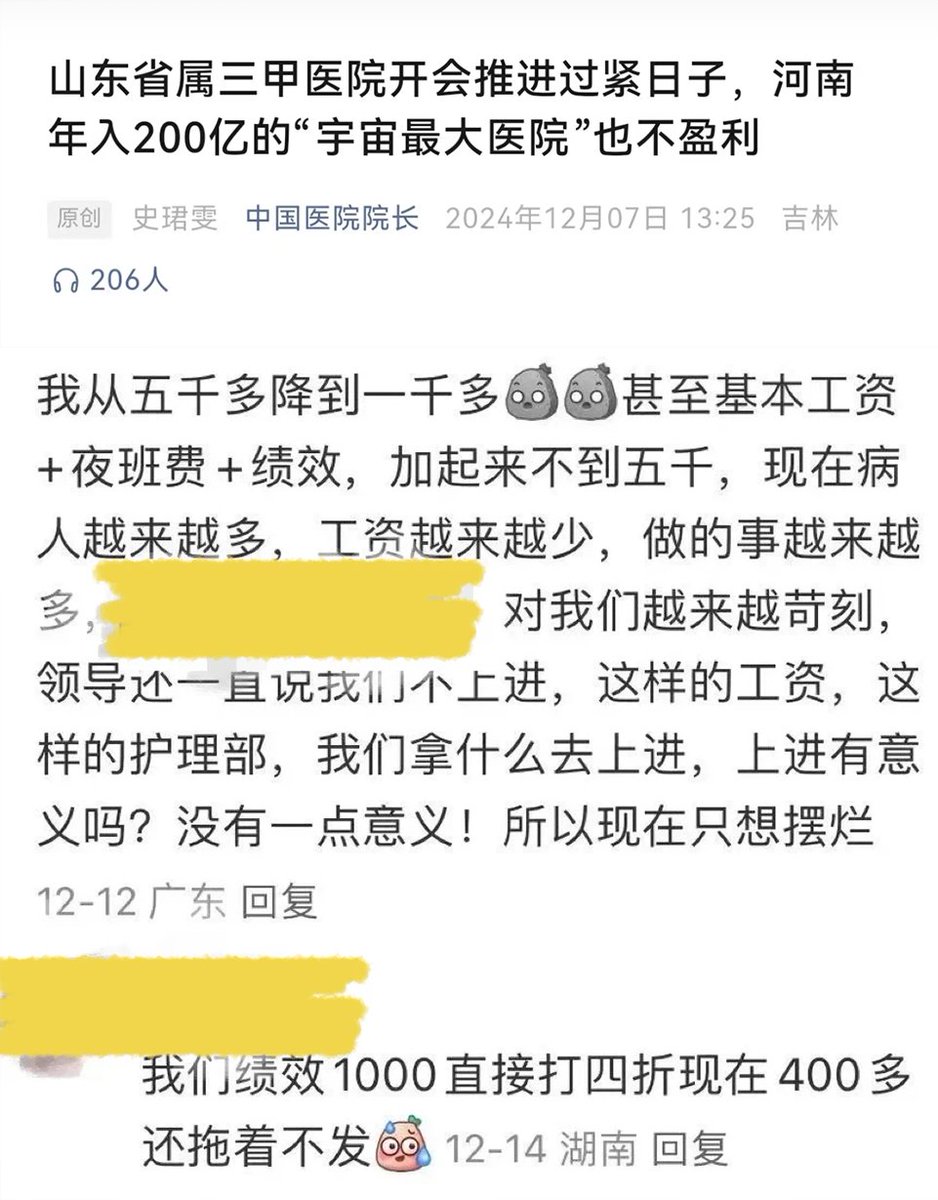 山东省属三甲医院开会推进过紧日子，河南
年入200亿的“宇宙最大医院”也不盈利
原创 史珺雯 中国医院院长 2024年12月07日 13:25 吉林
206人
我从五千多降到一千多甚至基本工资
+夜班费+绩效，加起来不到五千，现在病
人越来越多，工资越来越少，做的事越来越
多，对我们越来越苛刻，
领导还一直说我们不上进，这样的工资，这
样的护理部，我们拿什么去上进，上进有意
义吗？没有一点意义！所以现在只想摆烂
12-12 广东 回复
我们绩效1000直接打四折现在400多
还拖着不发 12-14 湖南 回复